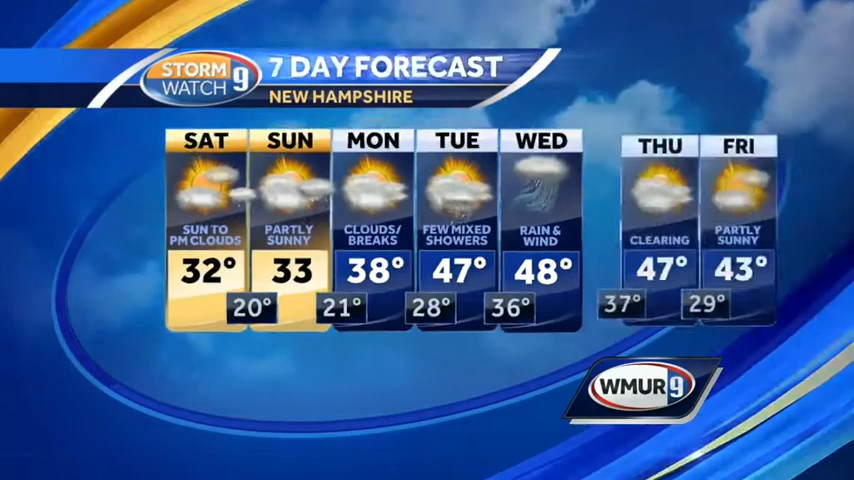 STORM
WATCH 9
7 DAY FORECAST
NEW HAMPSHIRE
SAT SUN MON TUE WED THU FRI
SUN TO PM CLOUDS
PARTLY SUNNY
CLOUDS/ BREAKS
FEW MIXED SHOWERS
RAIN & WIND
CLEARING
PARTLY SUNNY
32° 33 38° 47° 48° 47° 43°
20° 21° 28° 36° 37° 29°
WMUR 9